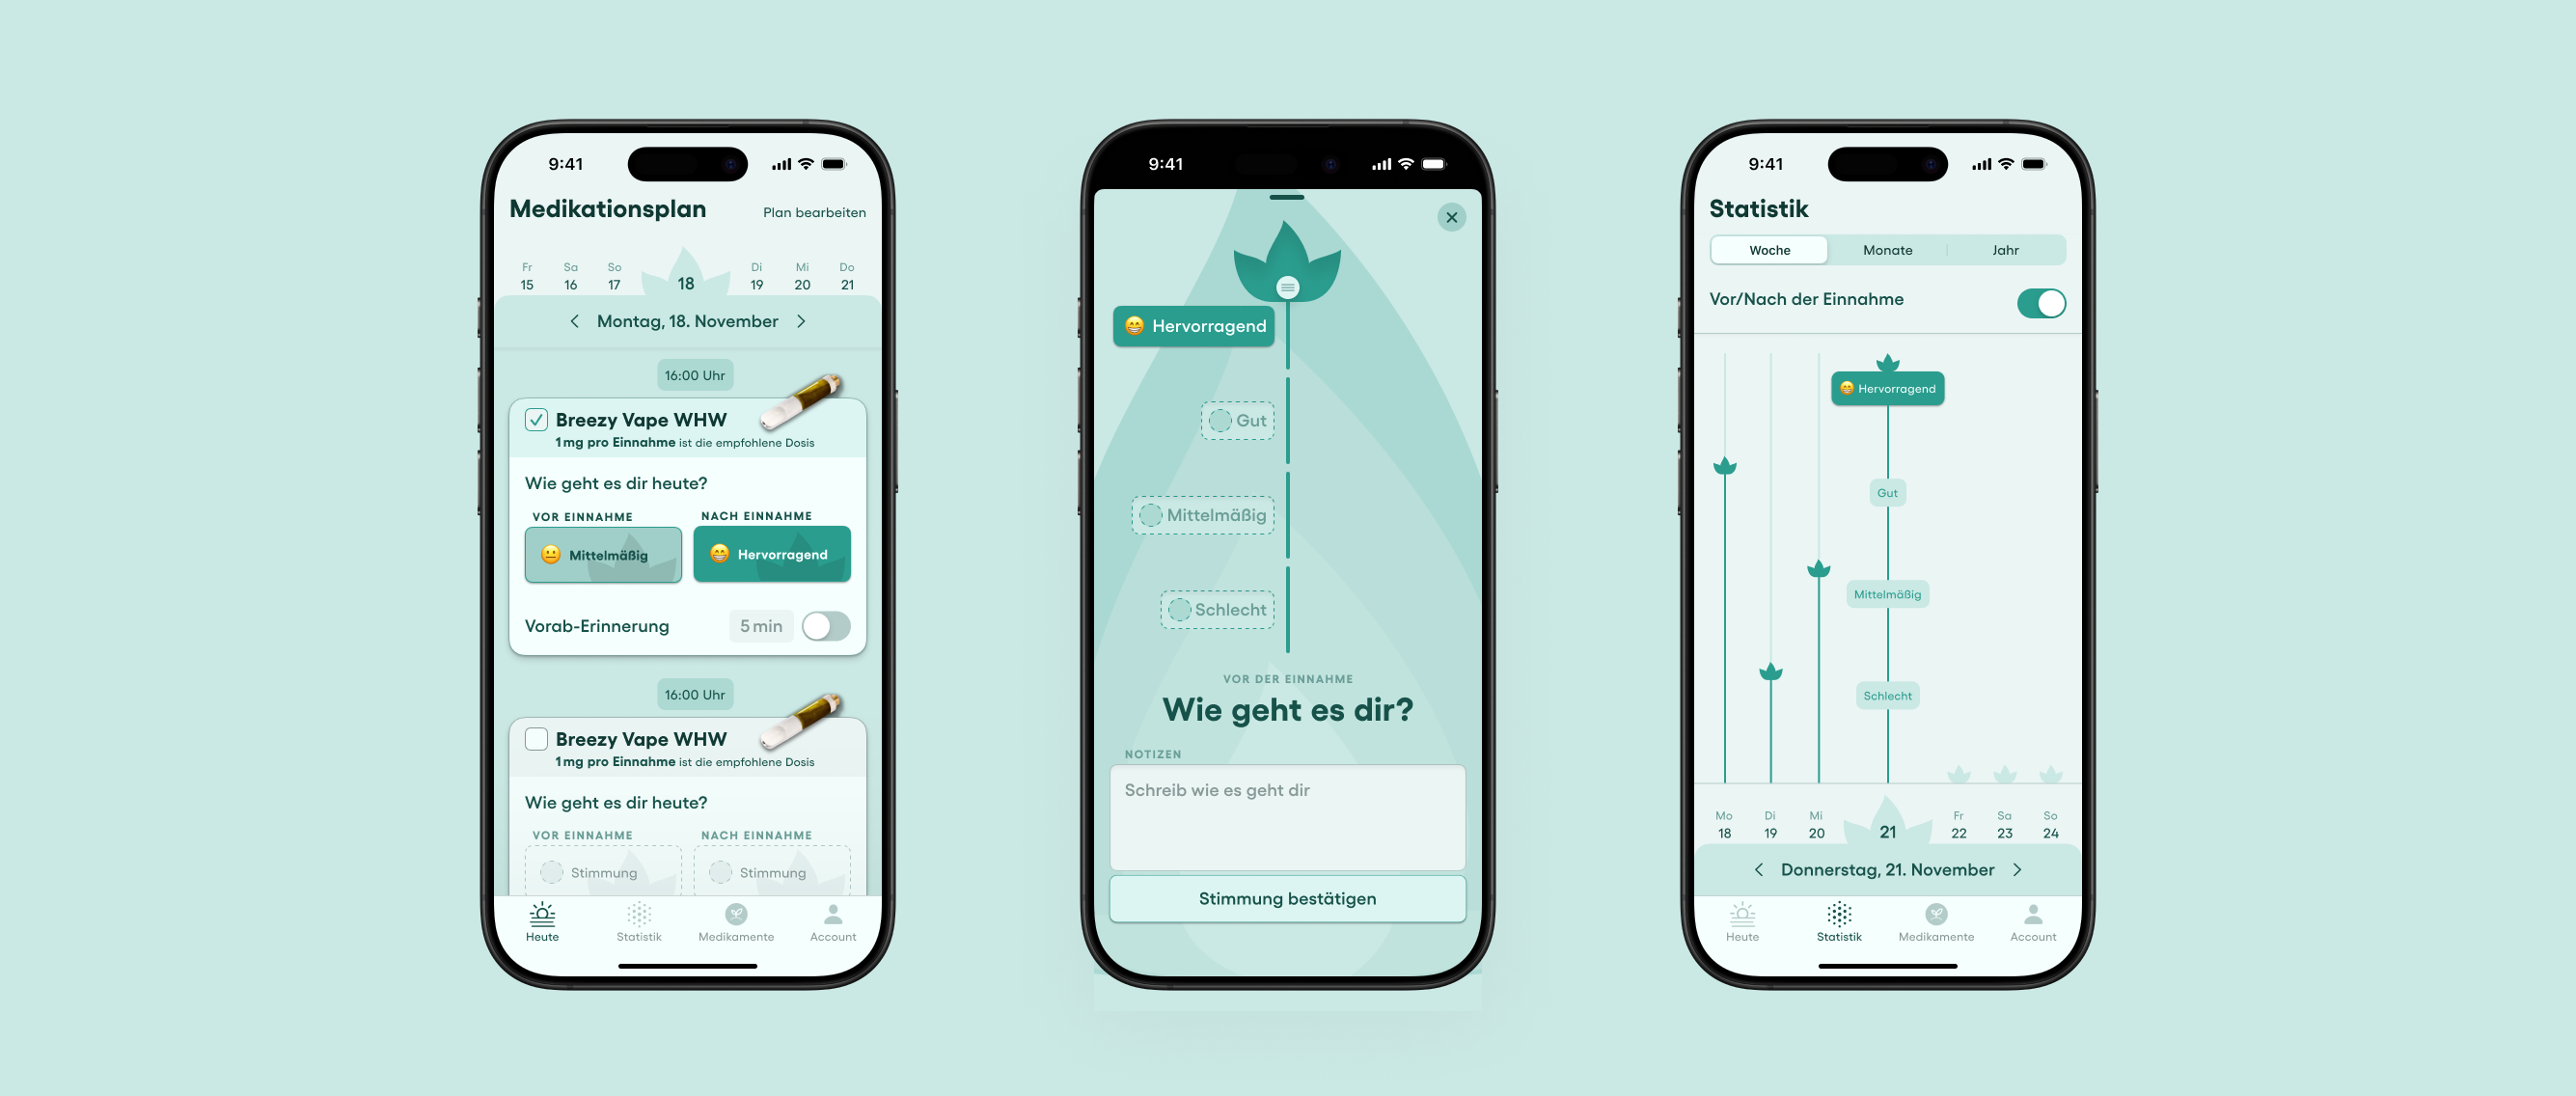 9:41
Medikationsplan
Plan bearbeiten
Fr Sa So Di Mi Do
15 16 17 18 19 20 21
Montag, 18. November
16:00 Uhr
Breezy Vape WHW
1 mg pro Einnahme ist die empfohlene Dosis
Wie geht es dir heute?
VOR EINNAHME NACH EINNAHME
Mittelmäßig Hervorragend
Vorab-Erinnerung 5 min
16:00 Uhr
Breezy Vape WHW
1 mg pro Einnahme ist die empfohlene Dosis
Wie geht es dir heute?
VOR EINNAHME NACH EINNAHME
Stimmung Stimmung
Heute Statistik Medikamente Account
9:41
Hervorragend
Gut
Mittelmäßig
Schlecht
VOR DER EINNAHME
Wie geht es dir?
NOTIZEN
Schreib wie es geht dir
Stimmung bestätigen
9:41
Statistik
Woche Monate Jahr
Vor/Nach der Einnahme
Hervorragend
Gut
Mittelmäßig
Schlecht
Mo Di Mi Fr Sa So
18 19 20 21 22 23 24
Donnerstag, 21. November
Heute Statistik Medikamente Account